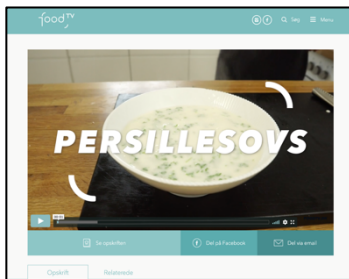 food TV
Søg
Menu
PERSILLESOVS
Se opskriften
Del på Facebook
Del via email
Opskrift
Relaterede